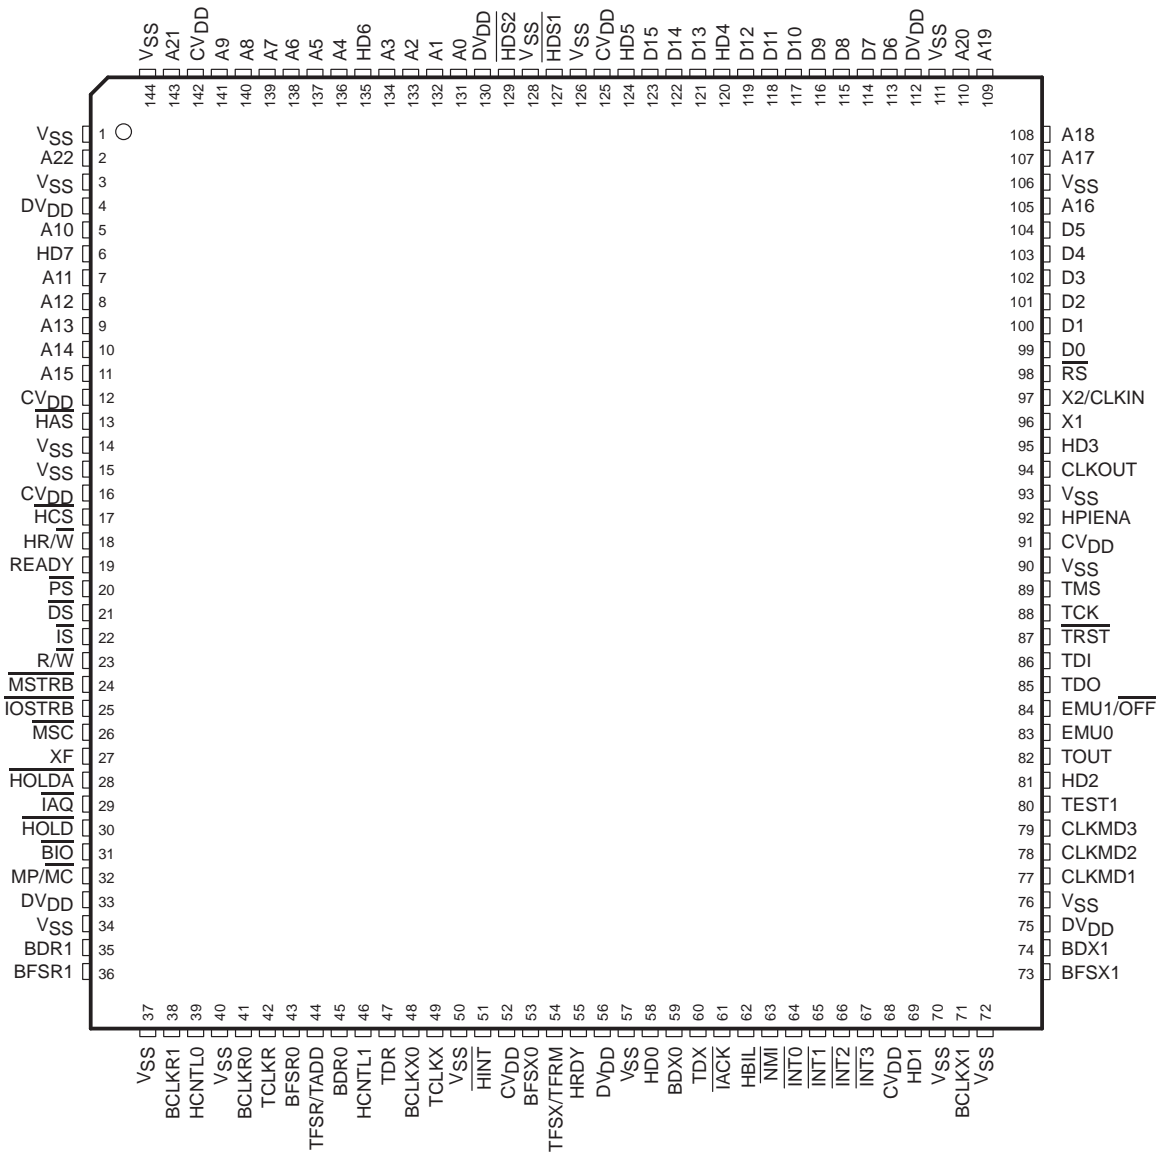 VSS A21 CVDD A9 A8 A7 A6 A5 A4 HD6 A3 A2 A1 A0 DVDD HDS2 VSS HDS1 VSS CVDD HD5 D15 D14 D13 HD4 D12 D11 D10 D9 D8 D7 D6 DVDD VSS A20 A19
144 143 142 141 140 139 138 137 136 135 134 133 132 131 130 129 128 127 126 125 124 123 122 121 120 119 118 117 116 115 114 113 112 111 110 109
VSS 1 108 A18
A22 2 107 A17
VSS 3 106 VSS
DVDD 4 105 A16
A10 5 104 D5
HD7 6 103 D4
A11 7 102 D3
A12 8 101 D2
A13 9 100 D1
A14 10 99 D0
A15 11 98 RS
CVDD 12 97 X2/CLKIN
HAS 13 96 X1
VSS 14 95 HD3
VSS 15 94 CLKOUT
CVDD 16 93 VSS
HCS 17 92 HPIENA
HR/W 18 91 CVDD
READY 19 90 VSS
PS 20 89 TMS
DS 21 88 TCK
IS 22 87 TRST
R/W 23 86 TDI
MSTRB 24 85 TDO
IOSTRB 25 84 EMU1/OFF
MSC 26 83 EMU0
XF 27 82 TOUT
HOLDA 28 81 HD2
IAQ 29 80 TEST1
HOLD 30 79 CLKMD3
BIO 31 78 CLKMD2
MP/MC 32 77 CLKMD1
DVDD 33 76 VSS
VSS 34 75 DVDD
BDR1 35 74 BDX1
BFSR1 36 73 BFSX1
37 38 39 40 41 42 43 44 45 46 47 48 49 50 51 52 53 54 55 56 57 58 59 60 61 62 63 64 65 66 67 68 69 70 71 72
VSS BCLKR1 HCNTL0 VSS BCLKR0 TCLKR BFSR0 TFSR/TADD BDR0 HCNTL1 TDR BCLKX0 TCLKX VSS HINT CVDD BFSX0 TFSX/TFRM HRDY DVDD VSS HD0 BDX0 TDX IACK HBIL NMI INT0 INT1 INT2 INT3 CVDD HD1 VSS BCLKX1 VSS